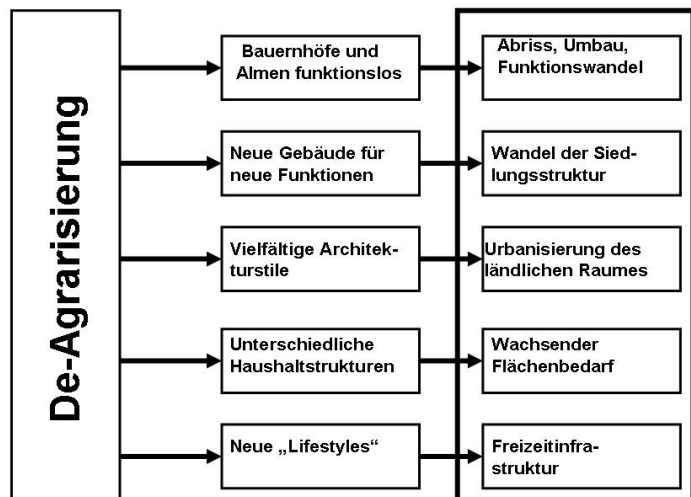 De-Agrarisierung
Bauernhöfe und
Almen funktionslos
Abriss, Umbau,
Funktionswandel
Neue Gebäude für
neue Funktionen
Wandel der Sied-
lungsstruktur
Vielfältige Architek-
turstile
Urbanisierung des
ländlichen Raumes
Unterschiedliche
Haushaltstrukturen
Wachsender
Flächenbedarf
Neue „Lifestyles“
Freizeitinfra-
struktur